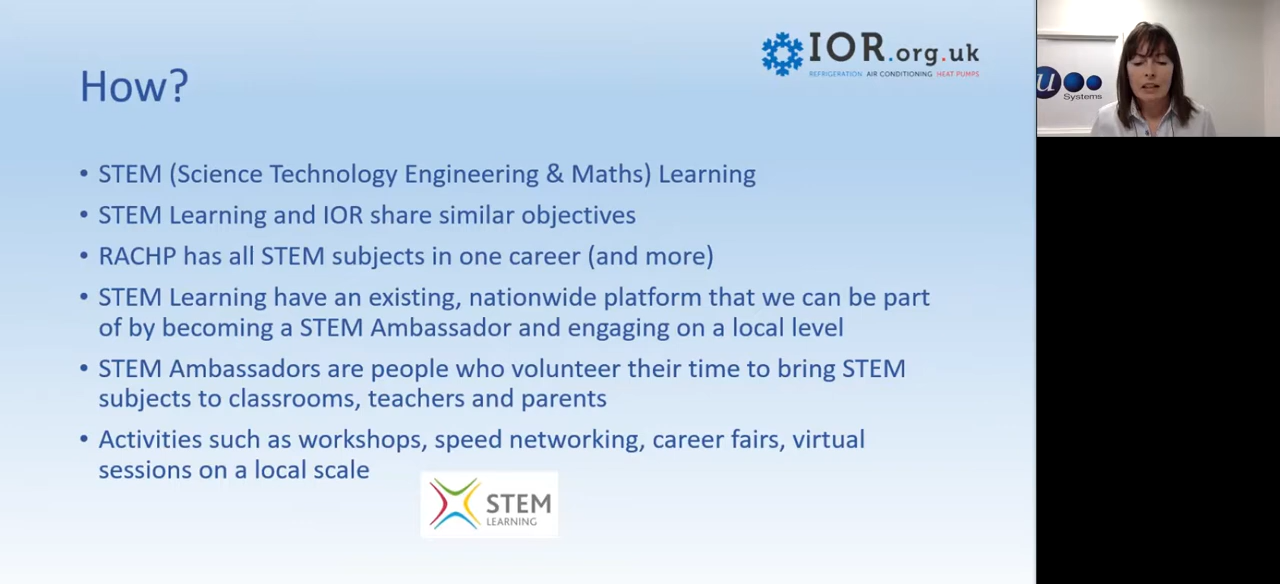 IOR.org.uk
REFRIGERATION AIR CONDITIONING HEAT PUMPS
How?
• STEM (Science Technology Engineering & Maths) Learning
• STEM Learning and IOR share similar objectives
• RACHP has all STEM subjects in one career (and more)
• STEM Learning have an existing, nationwide platform that we can be part
of by becoming a STEM Ambassador and engaging on a local level
• STEM Ambassadors are people who volunteer their time to bring STEM
subjects to classrooms, teachers and parents
• Activities such as workshops, speed networking, career fairs, virtual
sessions on a local scale
STEM
LEARNING
u
Systems